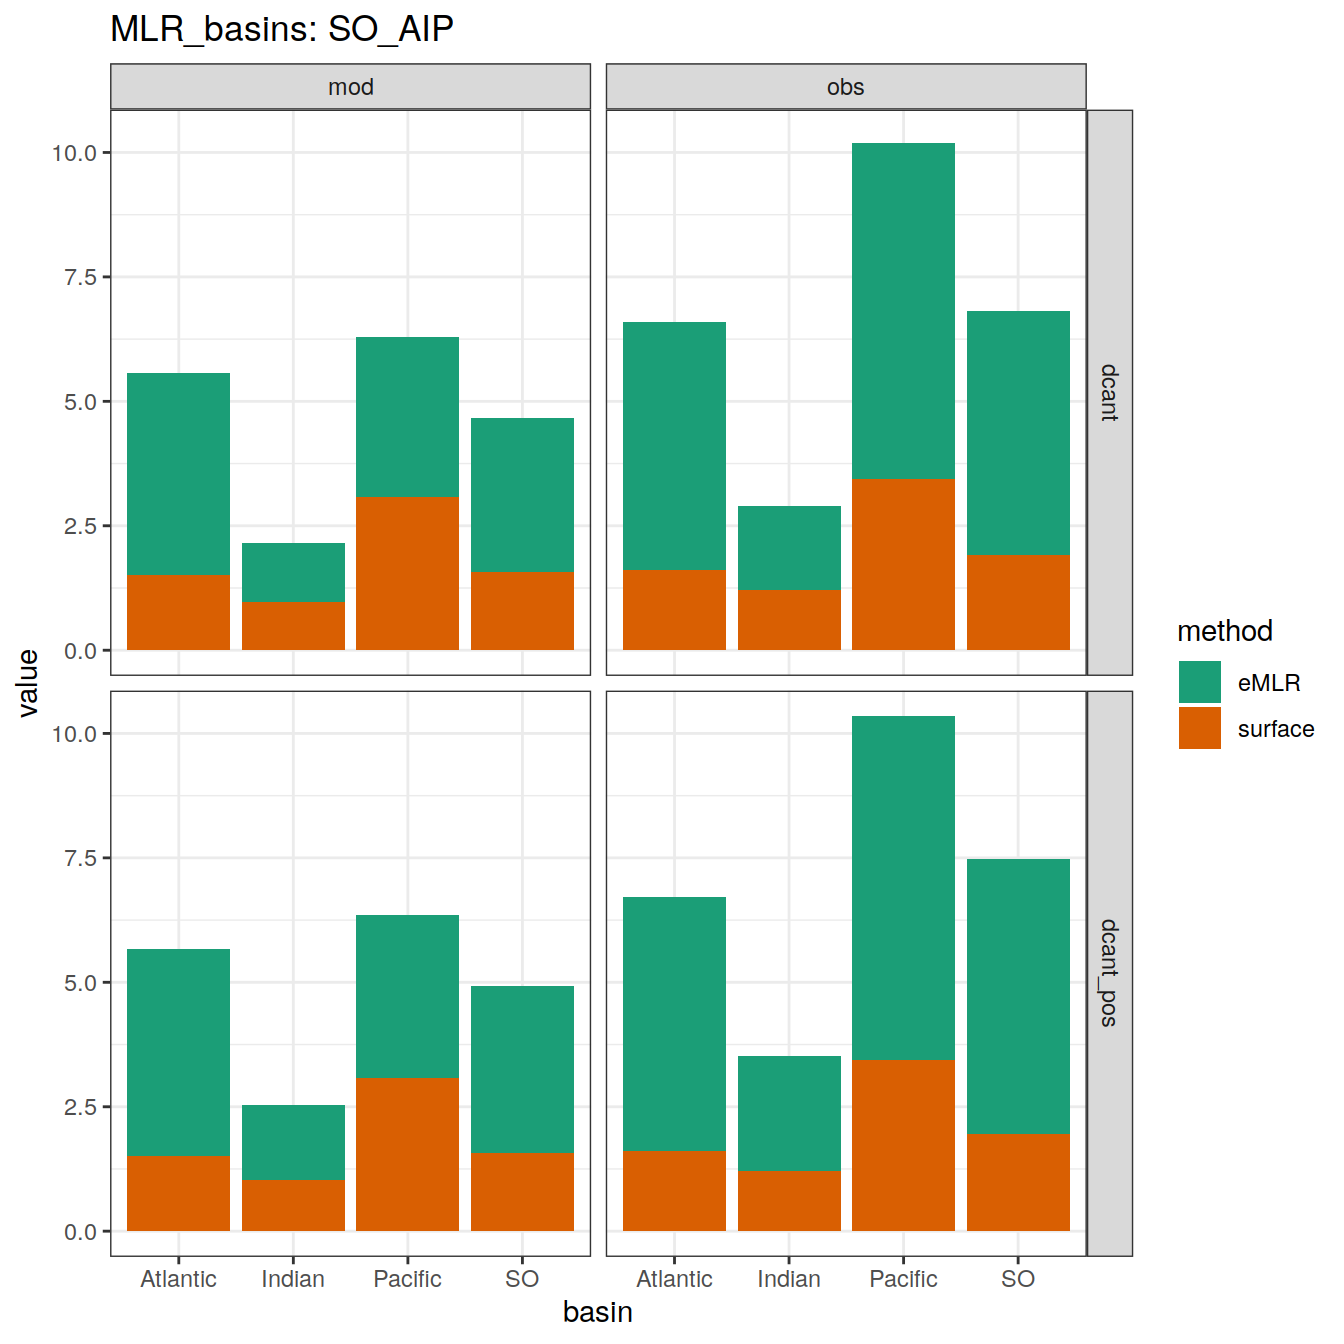 MLR_basins: SO_AIP
mod
obs
10.0
7.5
5.0
2.5
0.0
dcant
10.0
7.5
5.0
2.5
0.0
dcant_pos
value
Atlantic Indian Pacific SO
Atlantic Indian Pacific SO
basin
method
eMLR
surface